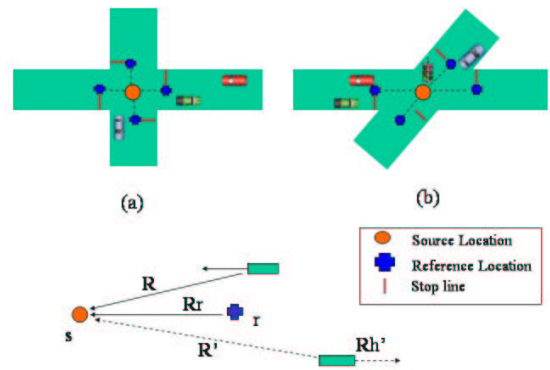 (a)
(b)
Source Location
Reference Location
Stop line
R
Rr
s
r
R'
Rh'